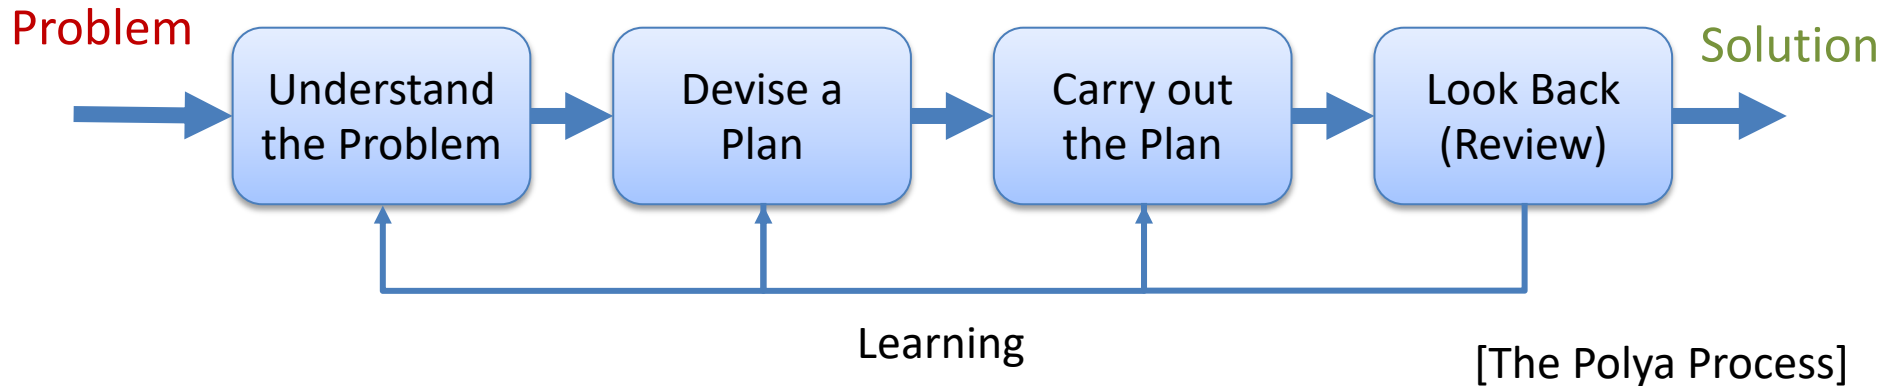 Problem
Understand
the Problem
Devise a
Plan
Carry out
the Plan
Look Back
(Review)
Solution
Learning
[The Polya Process]